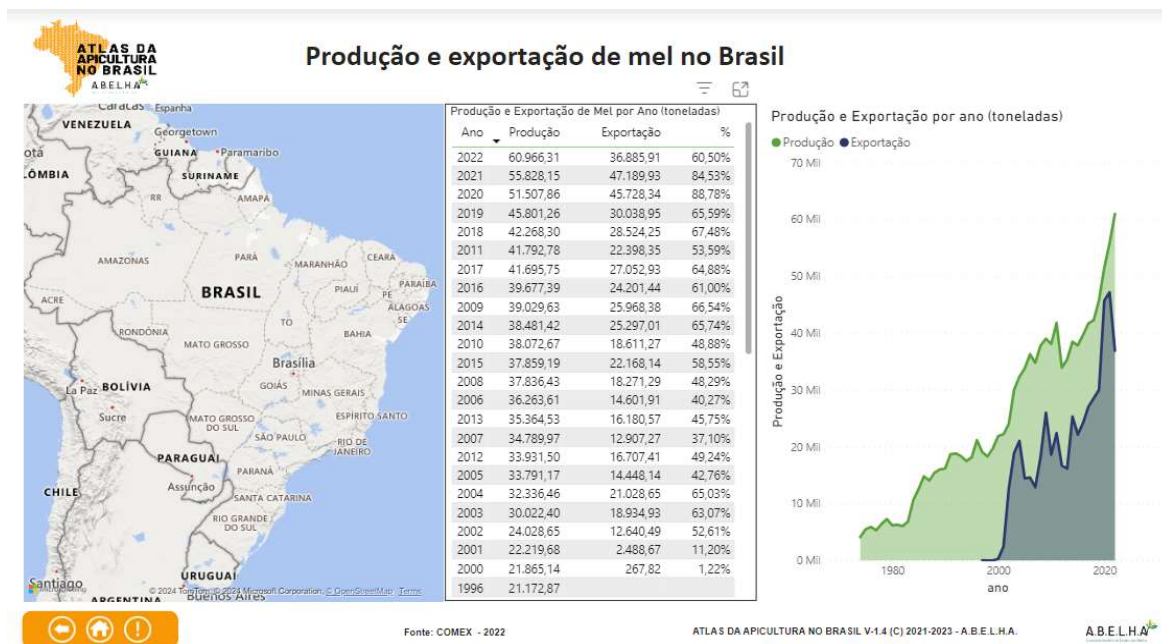 ATLAS DA
APICULTURA
NO BRASIL
A.B.E.L.H.A
Produção e exportação de mel no Brasil
Caracas
Espanha
VENEZUELA
Georgetown
GUIANA
Paramaribo
otá
ÔMBIA
SURINAME
RR
AMAPÁ
AMAZONAS
PARÁ
MARANHÃO
CEARÁ
BRASIL
PIAUÍ
PARAÍBA
PE
ACRE
ALAGOAS
SE
TO
RONDÔNIA
BAHIA
MATO GROSSO
Brasília
La Paz
BOLÍVIA
GOIÁS
MINAS GERAIS
Sucre
MATO GROSSO
DO SUL
ESPÍRITO SANTO
SÃO PAULO
RIO DE
JANEIRO
PARAGUAI
PARANÁ
Assunção
CHILE
SANTA CATARINA
RIO GRANDE
DO SUL
Santiago
URUGUAI
ARGENTINA
Buenos Aires
© 2024 TomTom, © 2024 Microsoft Corporation, © OpenStreetMap Terms
Produção e Exportação de Mel por Ano (toneladas)
Ano Produção Exportação %
2022 60.966,31 36.885,91 60,50%
2021 55.828,15 47.189,93 84,53%
2020 51.507,86 45.728,34 88,78%
2019 45.801,26 30.038,95 65,59%
2018 42.268,30 28.524,25 67,48%
2011 41.792,78 22.398,35 53,59%
2017 41.695,75 27.052,93 64,88%
2016 39.677,39 24.201,44 61,00%
2009 39.029,63 25.968,38 66,54%
2014 38.481,42 25.297,01 65,74%
2010 38.072,67 18.611,27 48,88%
2015 37.859,19 22.168,14 58,55%
2008 37.836,43 18.271,29 48,29%
2006 36.263,61 14.601,91 40,27%
2013 35.364,53 16.180,57 45,75%
2007 34.789,97 12.907,27 37,10%
2012 33.931,50 16.707,41 49,24%
2005 33.791,17 14.448,14 42,76%
2004 32.336,46 21.028,65 65,03%
2003 30.022,40 18.934,93 63,07%
2002 24.028,65 12.640,49 52,61%
2001 22.219,68 2.488,67 11,20%
2000 21.865,14 267,82 1,22%
1996 21.172,87
Produção e Exportação por ano (toneladas)
Produção Exportação
70 Mil
60 Mil
50 Mil
40 Mil
30 Mil
20 Mil
10 Mil
0 Mil
Produção e Exportação
1980 2000 2020
ano
Fonte: COMEX - 2022
ATLAS DA APICULTURA NO BRASIL V-1.4 (C) 2021-2023 - A.B.E.L.H.A.
A.B.E.L.H.A